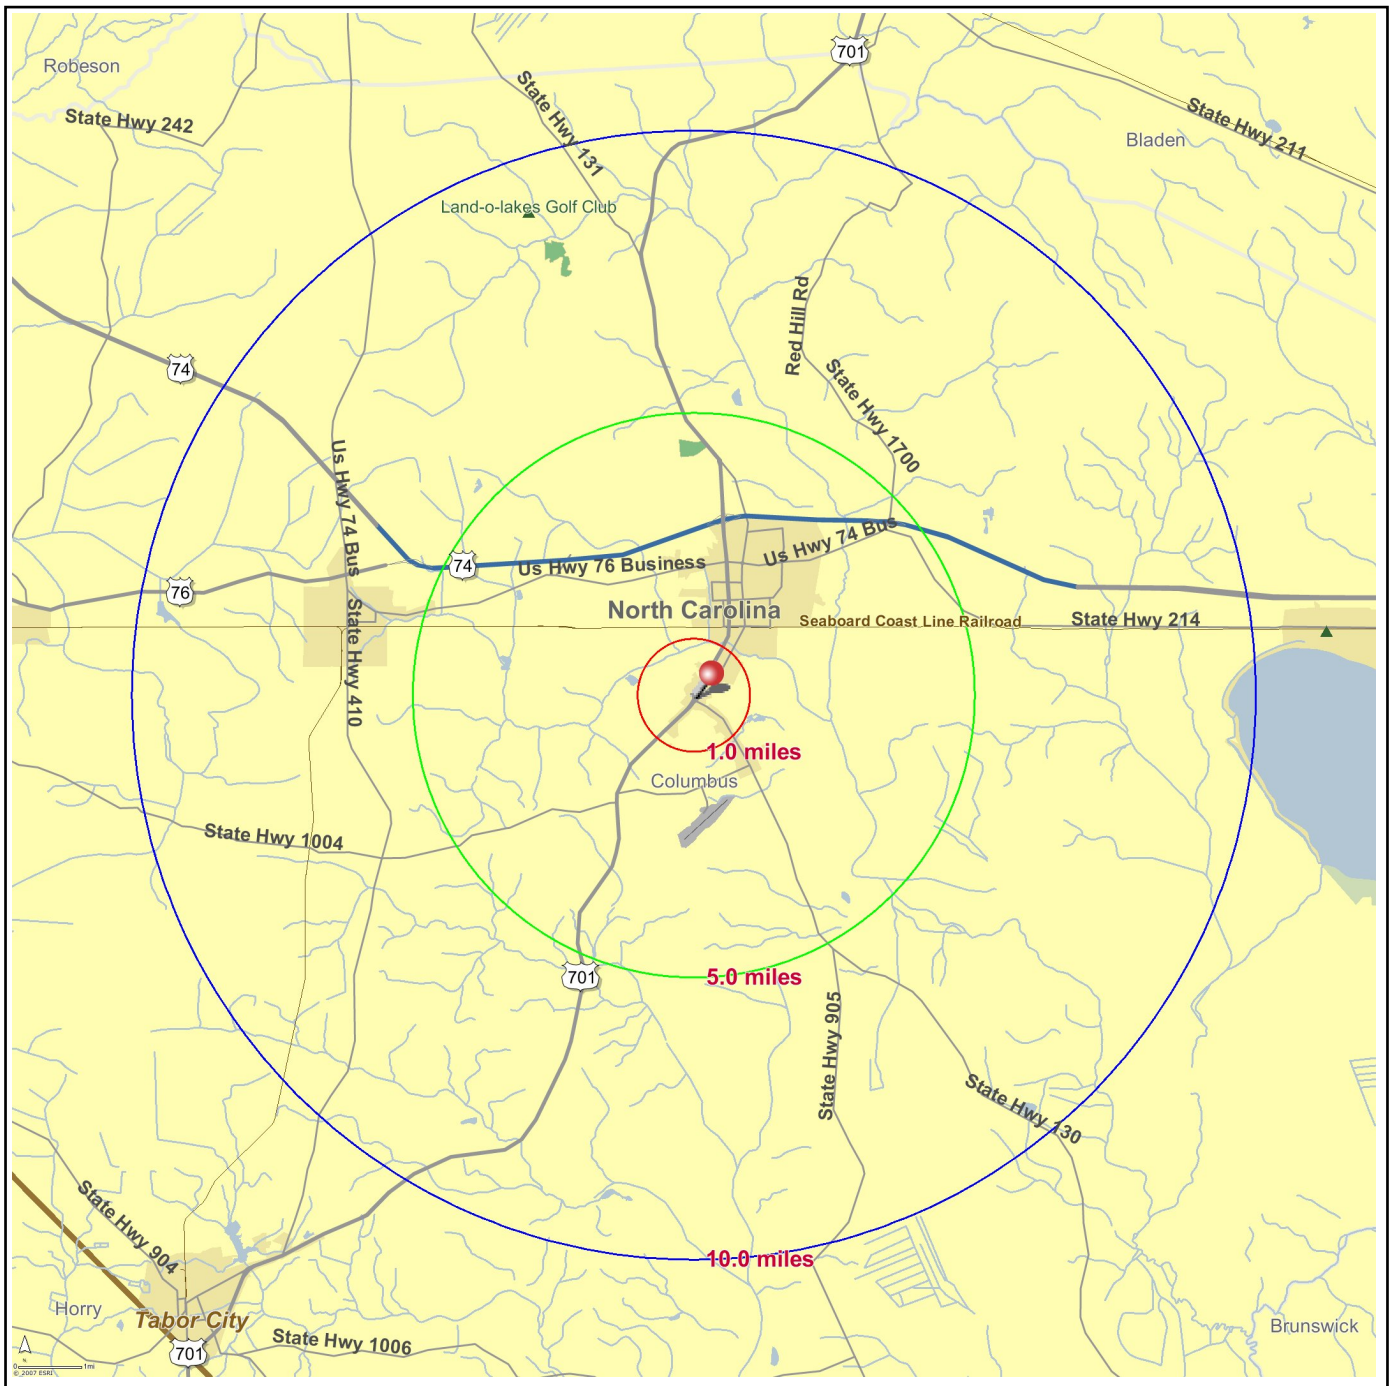 701
Robeson
State Hwy 131
State Hwy 242
State Hwy 211
Bladen
Land-o-lakes Golf Club
Red Hill Rd
74
State Hwy 1700
Us Hwy 74 Bus
Us Hwy 74 Bus
74
Us Hwy 76 Business
76
North Carolina
State Hwy 410
Seaboard Coast Line Railroad
State Hwy 214
1.0 miles
Columbus
State Hwy 1004
701
5.0 miles
State Hwy 905
State Hwy 130
State Hwy 904
10.0 miles
Horry
Tabor City
Brunswick
State Hwy 1006
701
N
0 1mi
© 2007 ESRI